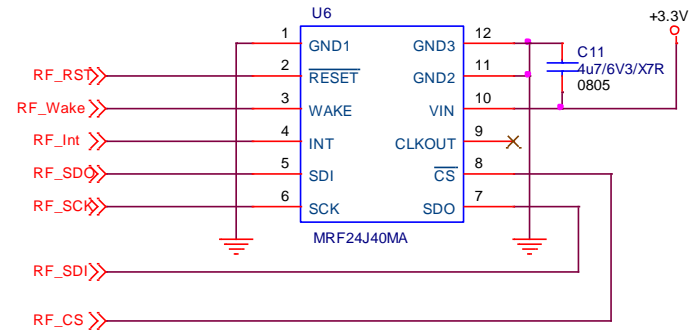 U6
+3.3V
1 GND1 GND3 12
C11
4u7/6V3/X7R
0805
RF_RST 2 RESET GND2 11
RF_Wake 3 WAKE VIN 10
RF_Int 4 INT CLKOUT 9
RF_SDO 5 SDI CS 8
RF_SCK 6 SCK SDO 7
MRF24J40MA
RF_SDI
RF_CS